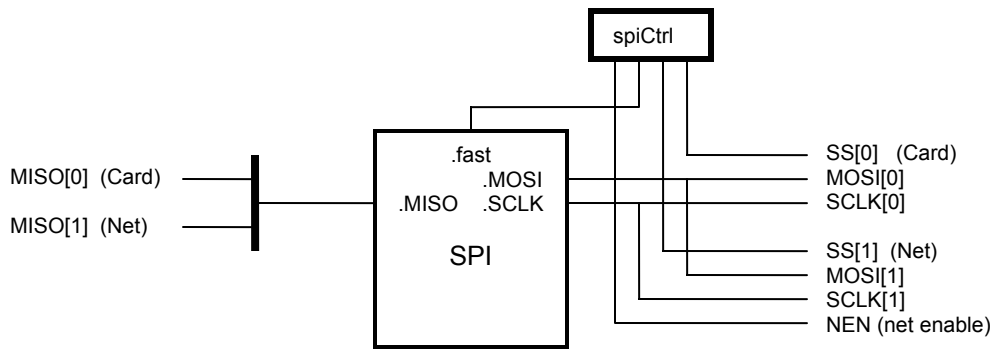 spiCtrl
.fast
SS[0] (Card)
MISO[0] (Card)
.MOSI
MOSI[0]
.MISO .SCLK
SCLK[0]
MISO[1] (Net)
SPI
SS[1] (Net)
MOSI[1]
SCLK[1]
NEN (net enable)